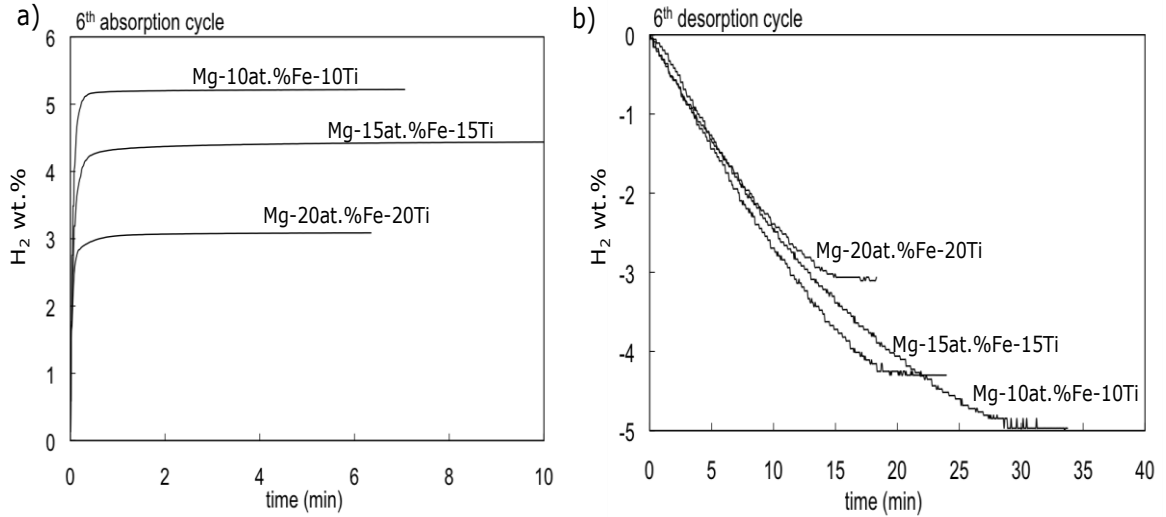 a)
6th absorption cycle
6
5
4
3
2
1
0
H₂ wt.%
Mg-10at.%Fe-10Ti
Mg-15at.%Fe-15Ti
Mg-20at.%Fe-20Ti
0 2 4 6 8 10
time (min)
b)
6th desorption cycle
0
-1
-2
-3
-4
-5
H₂ wt.%
Mg-20at.%Fe-20Ti
Mg-15at.%Fe-15Ti
Mg-10at.%Fe-10Ti
0 5 10 15 20 25 30 35 40
time (min)